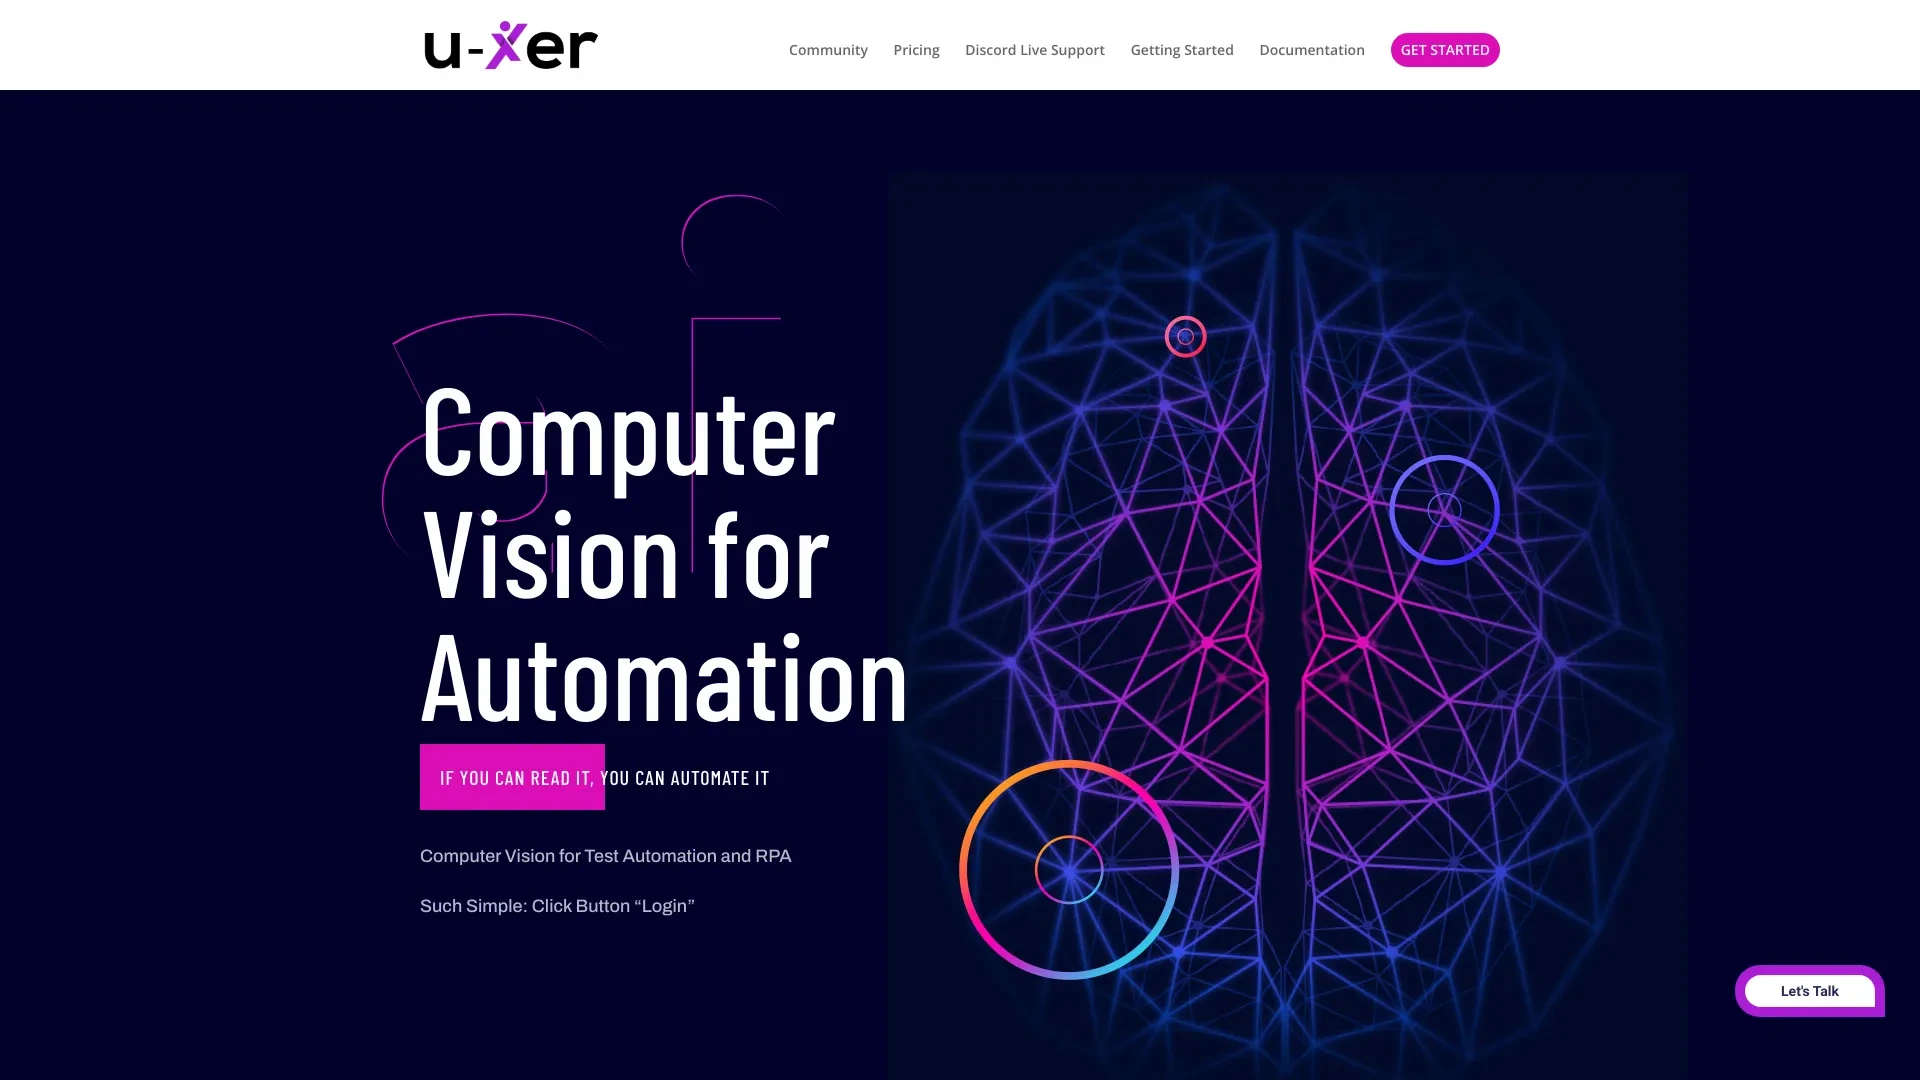 u-xer
Community Pricing Discord Live Support Getting Started Documentation GET STARTED
Computer
Vision for
Automation
IF YOU CAN READ IT, YOU CAN AUTOMATE IT
Computer Vision for Test Automation and RPA
Such Simple: Click Button “Login”
Let's Talk